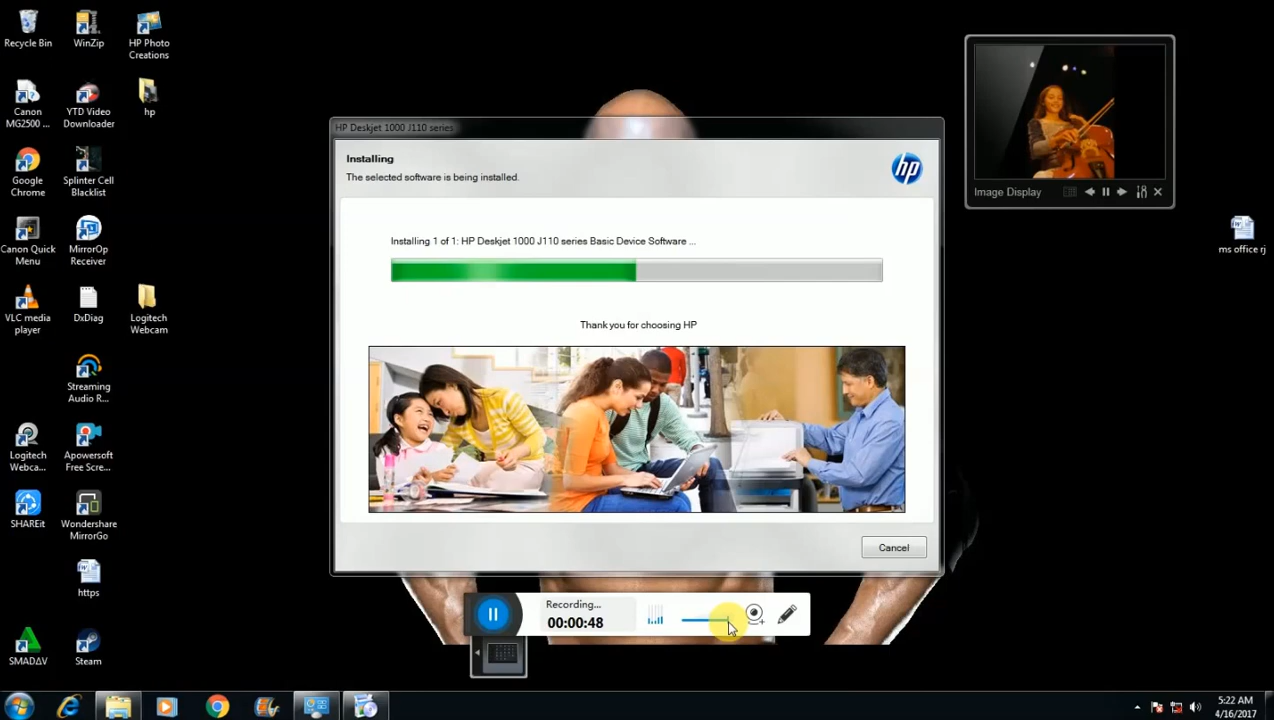 Recycle Bin
WinZip
HP Photo
Creations
Canon
MG2500 ...
YTD Video
Downloader
hp
Google
Chrome
Splinter Cell
Blacklist
Canon Quick
Menu
MirrorOp
Receiver
VLC media
player
DxDiag
Logitech
Webcam
Streaming
Audio R...
Logitech
Webca...
Apowersoft
Free Scre...
SHAREit
Wondershare
MirrorGo
https
SMADΔV
Steam
HP Deskjet 1000 J110 series
Installing
The selected software is being installed.
hp
Installing 1 of 1: HP Deskjet 1000 J110 series Basic Device Software ...
Thank you for choosing HP
Cancel
Recording...
00:00:48
Image Display
ms office rj
5:22 AM
4/16/2017